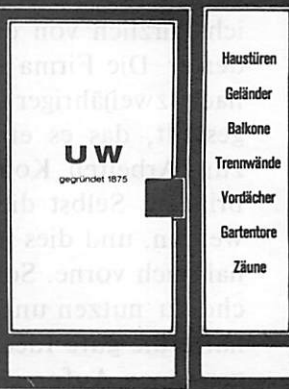 UW
gegründet 1875
Haustüren
Geländer
Balkone
Trennwände
Vordächer
Gartentore
Zäune